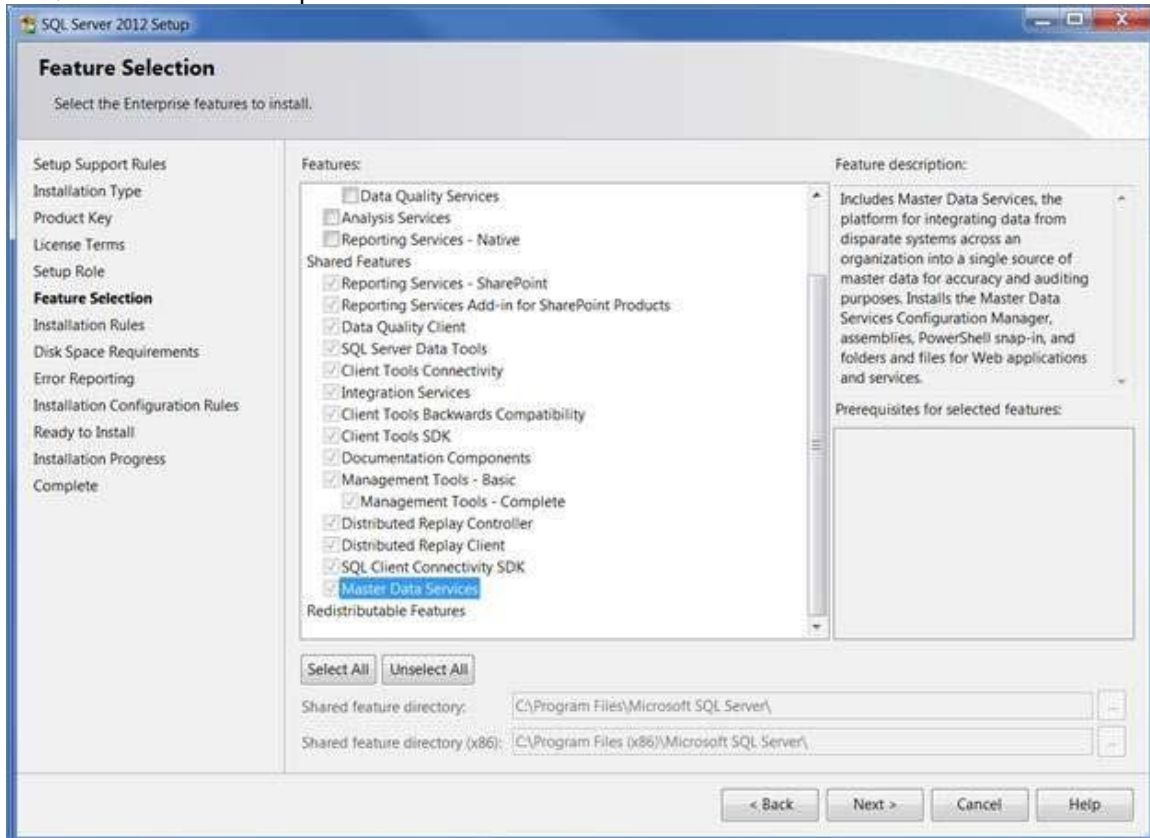 SQL Server 2012 Setup
Feature Selection
Select the Enterprise features to install.
Setup Support Rules
Installation Type
Product Key
License Terms
Setup Role
Feature Selection
Installation Rules
Disk Space Requirements
Error Reporting
Installation Configuration Rules
Ready to Install
Installation Progress
Complete
Features:
Data Quality Services
Analysis Services
Reporting Services - Native
Shared Features
Reporting Services - SharePoint
Reporting Services Add-in for SharePoint Products
Data Quality Client
SQL Server Data Tools
Client Tools Connectivity
Integration Services
Client Tools Backwards Compatibility
Client Tools SDK
Documentation Components
Management Tools - Basic
Management Tools - Complete
Distributed Replay Controller
Distributed Replay Client
SQL Client Connectivity SDK
Master Data Services
Redistributable Features
Feature description:
Includes Master Data Services, the
platform for integrating data from
disparate systems across an
organization into a single source of
master data for accuracy and auditing
purposes. Installs the Master Data
Services Configuration Manager,
assemblies, PowerShell snap-in, and
folders and files for Web applications
and services.
Prerequisites for selected features:
Select All Unselect All
Shared feature directory: C:\Program Files\Microsoft SQL Server\ ...
Shared feature directory (x86): C:\Program Files (x86)\Microsoft SQL Server\ ...
< Back Next > Cancel Help